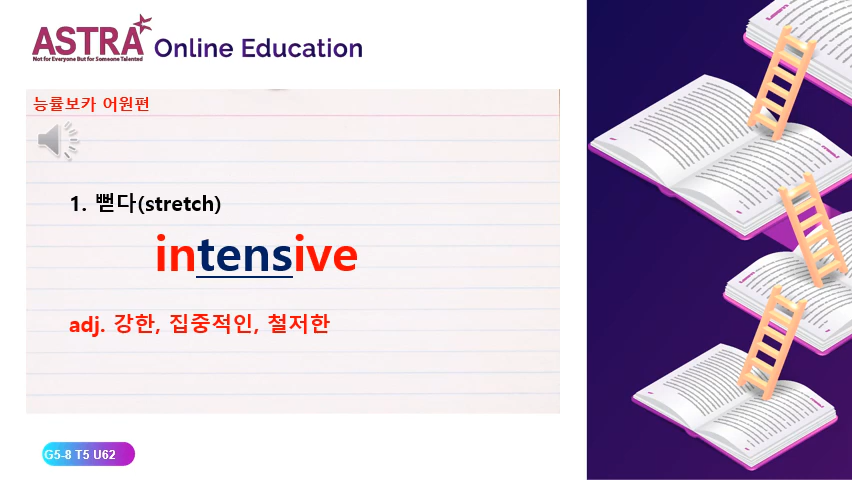 ASTRA
Not for Everyone But for Someone Talented
Online Education
능률보카 어원편
1. 뻗다(stretch)
intensive
adj. 강한, 집중적인, 철저한
G5-8 T5 U62